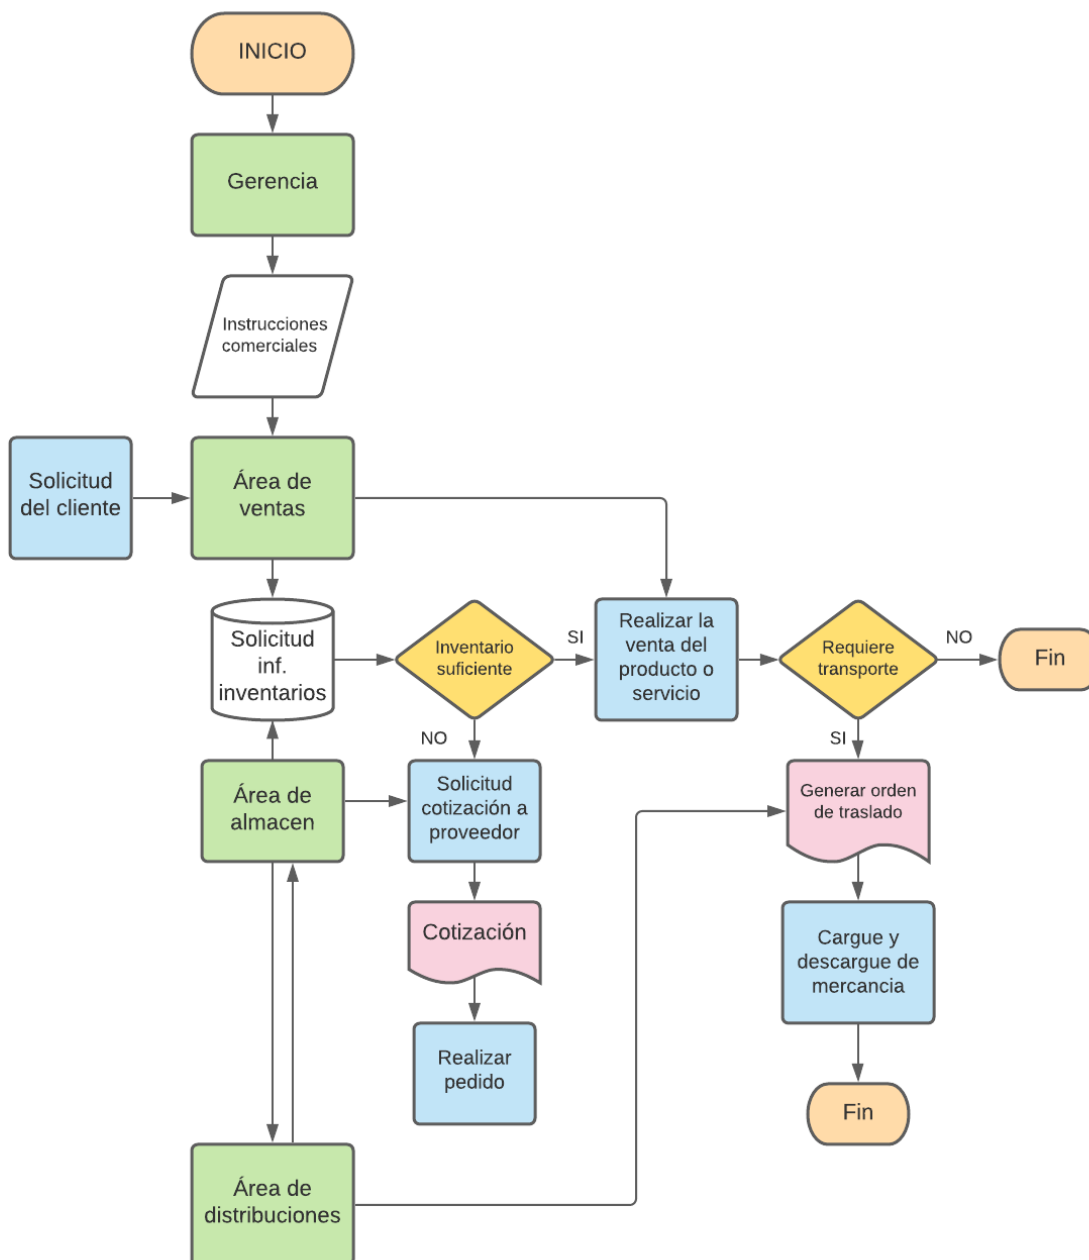 INICIO
Gerencia
Instrucciones
comerciales
Solicitud
del cliente
Área de
ventas
Solicitud
inf.
inventarios
Inventario
suficiente
SI
Realizar la
venta del
producto o
servicio
Requiere
transporte
NO
Fin
NO
SI
Área de
almacen
Solicitud
cotización a
proveedor
Generar orden
de traslado
Cotización
Cargue y
descargue de
mercancia
Realizar
pedido
Fin
Área de
distribuciones